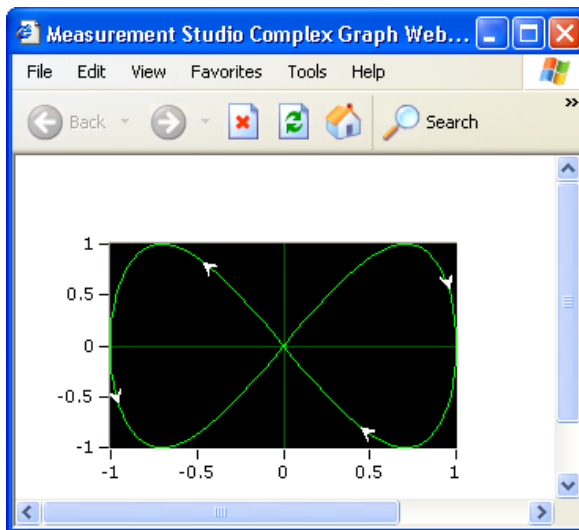 Measurement Studio Complex Graph Web...
File Edit View Favorites Tools Help
Back Search »
1
0.5
0
-0.5
-1
-1 -0.5 0 0.5 1